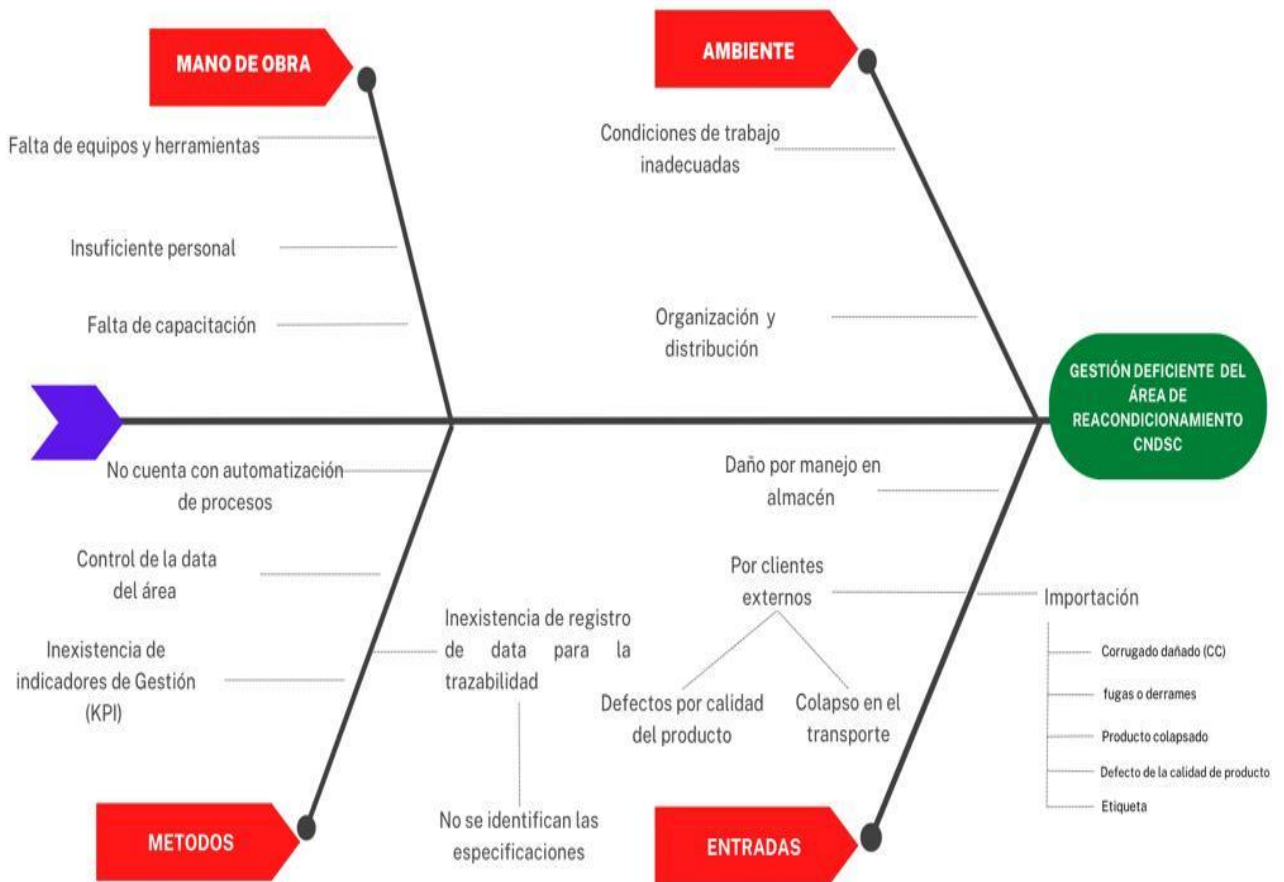 MANO DE OBRA
Falta de equipos y herramientas
Insuficiente personal
Falta de capacitación
AMBIENTE
Condiciones de trabajo
inadecuadas
Organización y
distribución
GESTIÓN DEFICIENTE DEL
ÁREA DE
REACONDICIONAMIENTO
CNDSC
No cuenta con automatización
de procesos
Control de la data
del área
Inexistencia de
indicadores de Gestión
(KPI)
Inexistencia de registro
de data para la
trazabilidad
No se identifican las
especificaciones
METODOS
Daño por manejo en
almacén
Por clientes
externos
Defectos por calidad
del producto
Colapso en el
transporte
Importación
Corrugado dañado (CC)
fugas o derrames
Producto colapsado
Defecto de la calidad de producto
Etiqueta
ENTRADAS